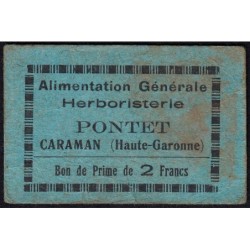 Alimentation Générale
Herboristerie
PONTET
CARAMAN (Haute-Garonne)
Bon de Prime de 2 Francs